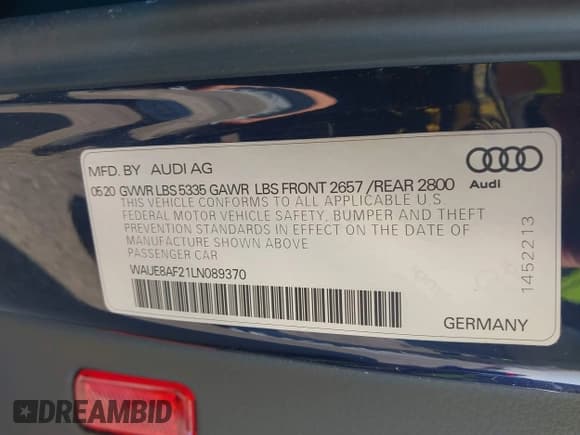 MFD. BY AUDI AG
05.20 GVWR LBS 5335 GAWR LBS FRONT 2657 /REAR 2800
THIS VEHICLE CONFORMS TO ALL APPLICABLE U.S
FEDERAL MOTOR VEHICLE SAFETY, BUMPER AND THEFT
PREVENTION STANDARDS IN EFFECT ON THE DATE OF
MANUFACTURE SHOWN ABOVE
PASSENGER CAR
WAUE8AF21LN089370
Audi
1452213
GERMANY
DREAMBID